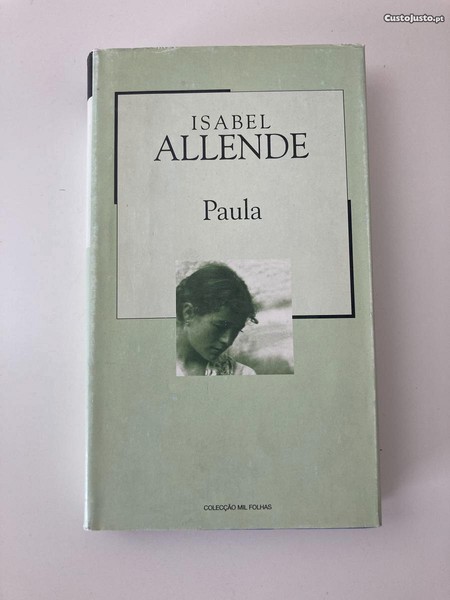 CustoJusto.pt
ISABEL
ALLENDE
Paula
COLECÇÃO MIL FOLHAS